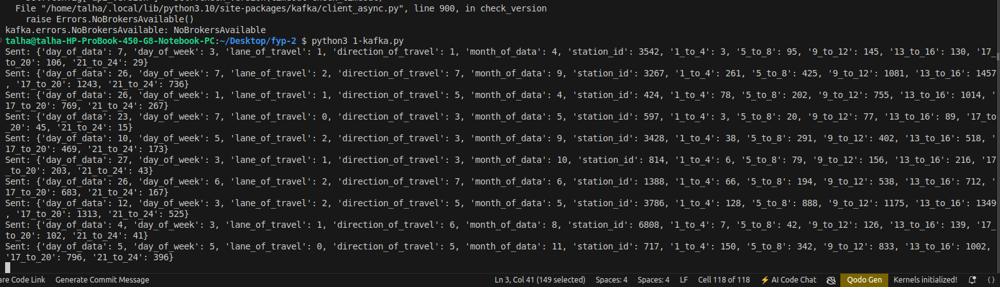 File "/home/talha/.local/lib/python3.10/site-packages/kafka/client_async.py", line 900, in check_version
raise Errors.NoBrokersAvailable()
kafka.errors.NoBrokersAvailable: NoBrokersAvailable
talha@talha-HP-ProBook-450-G8-Notebook-PC:~/Desktop/fyp-2 $ python3 1-kafka.py
Sent: {'day_of_data': 7, 'day_of_week': 3, 'lane_of_travel': 1, 'direction_of_travel': 1, 'month_of_data': 4, 'station_id': 3542, '1_to_4': 3, '5_to_8': 95, '9_to_12': 145, '13_to_16': 130, '17_
to_20': 106, '21_to_24': 29}
Sent: {'day_of_data': 26, 'day_of_week': 7, 'lane_of_travel': 2, 'direction_of_travel': 7, 'month_of_data': 9, 'station_id': 3267, '1_to_4': 261, '5_to_8': 425, '9_to_12': 1081, '13_to_16': 1457
, '17_to_20': 1243, '21_to_24': 736}
Sent: {'day_of_data': 26, 'day_of_week': 1, 'lane_of_travel': 1, 'direction_of_travel': 5, 'month_of_data': 4, 'station_id': 424, '1_to_4': 78, '5_to_8': 202, '9_to_12': 755, '13_to_16': 1014, '
17_to_20': 769, '21_to_24': 267}
Sent: {'day_of_data': 23, 'day_of_week': 7, 'lane_of_travel': 0, 'direction_of_travel': 3, 'month_of_data': 5, 'station_id': 597, '1_to_4': 3, '5_to_8': 20, '9_to_12': 77, '13_to_16': 89, '17_to
_20': 45, '21_to_24': 15}
Sent: {'day_of_data': 10, 'day_of_week': 5, 'lane_of_travel': 2, 'direction_of_travel': 3, 'month_of_data': 9, 'station_id': 3428, '1_to_4': 38, '5_to_8': 291, '9_to_12': 402, '13_to_16': 518, '
17_to_20': 469, '21_to_24': 173}
Sent: {'day_of_data': 27, 'day_of_week': 3, 'lane_of_travel': 1, 'direction_of_travel': 3, 'month_of_data': 10, 'station_id': 814, '1_to_4': 6, '5_to_8': 79, '9_to_12': 156, '13_to_16': 216, '17
_to_20': 203, '21_to_24': 43}
Sent: {'day_of_data': 26, 'day_of_week': 6, 'lane_of_travel': 2, 'direction_of_travel': 7, 'month_of_data': 6, 'station_id': 1388, '1_to_4': 66, '5_to_8': 194, '9_to_12': 538, '13_to_16': 712, '
17_to_20': 683, '21_to_24': 167}
Sent: {'day_of_data': 12, 'day_of_week': 3, 'lane_of_travel': 2, 'direction_of_travel': 5, 'month_of_data': 5, 'station_id': 3786, '1_to_4': 128, '5_to_8': 888, '9_to_12': 1175, '13_to_16': 1349
, '17_to_20': 1313, '21_to_24': 525}
Sent: {'day_of_data': 4, 'day_of_week': 3, 'lane_of_travel': 1, 'direction_of_travel': 6, 'month_of_data': 8, 'station_id': 6808, '1_to_4': 7, '5_to_8': 42, '9_to_12': 126, '13_to_16': 139, '17_
to_20': 102, '21_to_24': 41}
Sent: {'day_of_data': 5, 'day_of_week': 5, 'lane_of_travel': 0, 'direction_of_travel': 5, 'month_of_data': 11, 'station_id': 717, '1_to_4': 150, '5_to_8': 342, '9_to_12': 833, '13_to_16': 1002,
'17_to_20': 796, '21_to_24': 396}
are Code Link Generate Commit Message Ln 3, Col 41 (149 selected) Spaces: 4 Spaces: 4 LF Cell 118 of 118 ⚡ AI Code Chat Qodo Gen Kernels initialized! {}